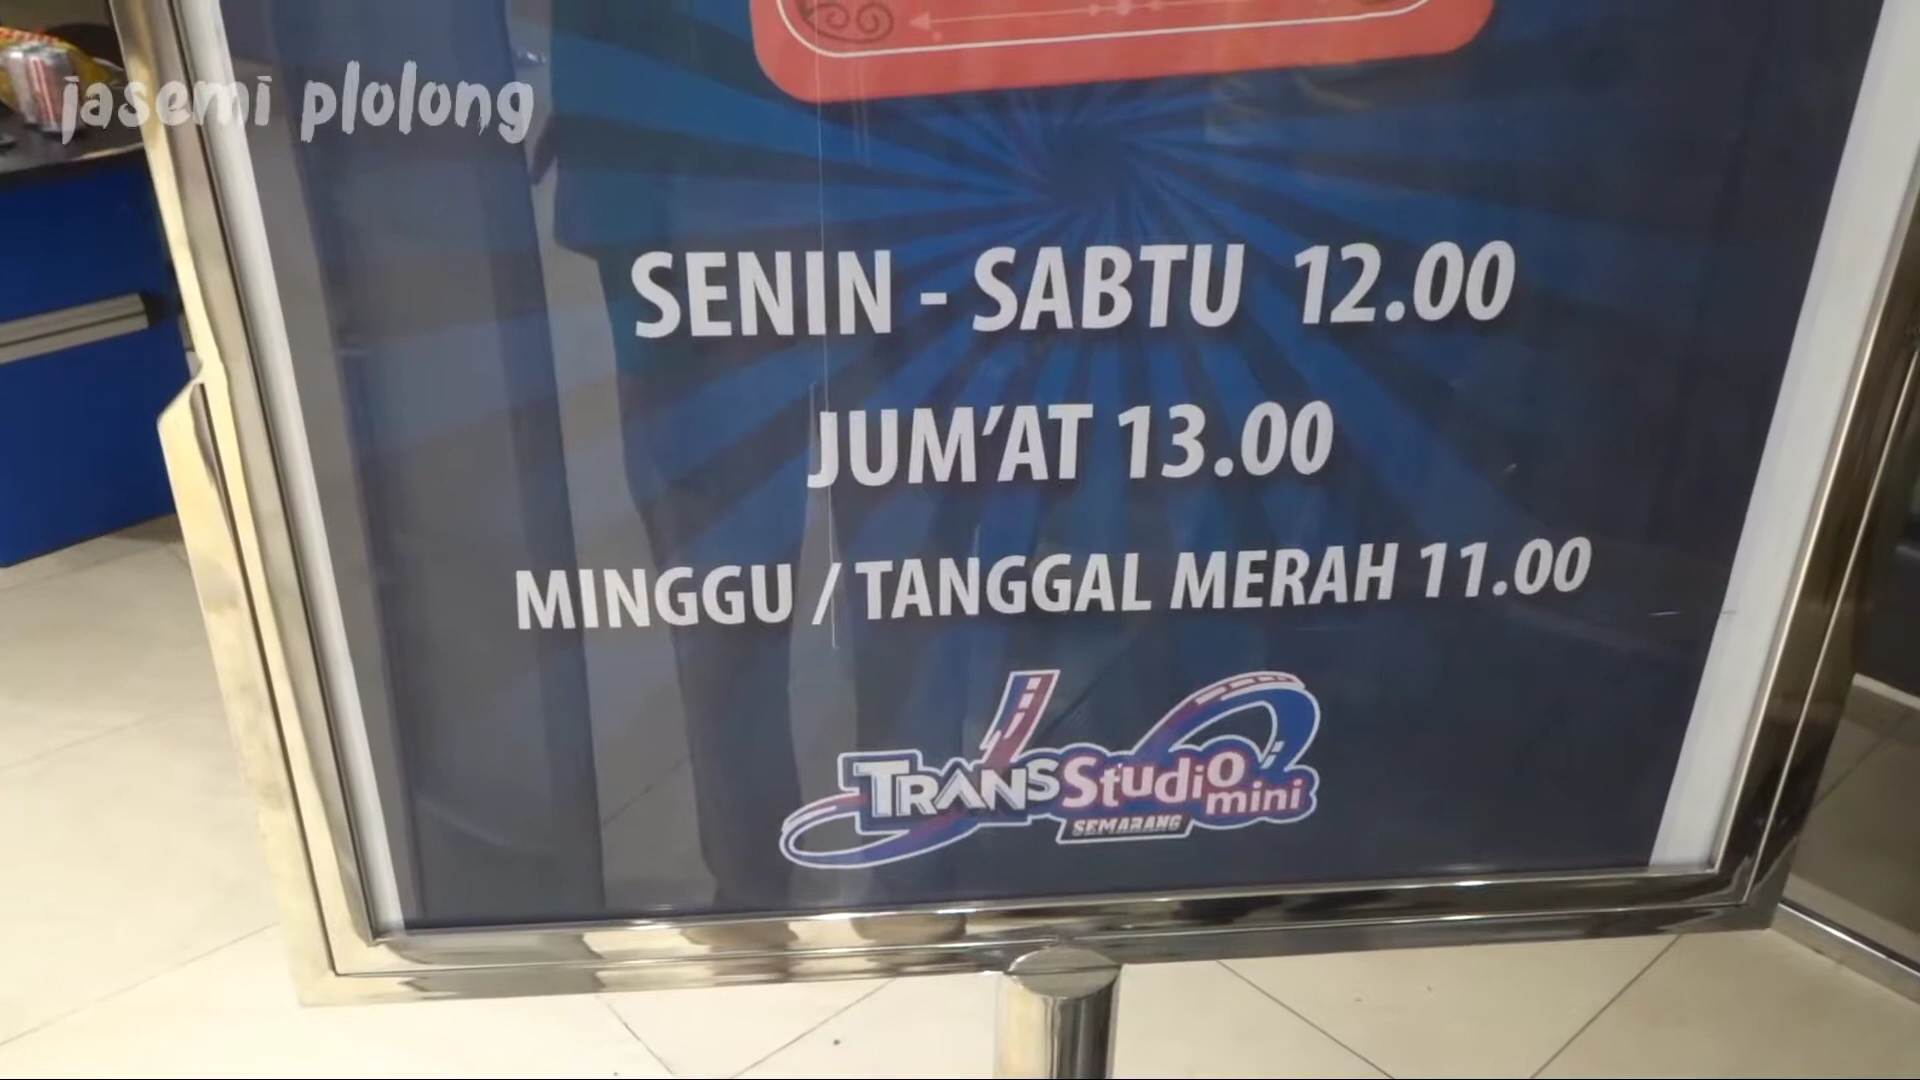 jasemi plolong
SENIN - SABTU 12.00
JUM'AT 13.00
MINGGU / TANGGAL MERAH 11.00
TRANS Studio mini
SEMARANG